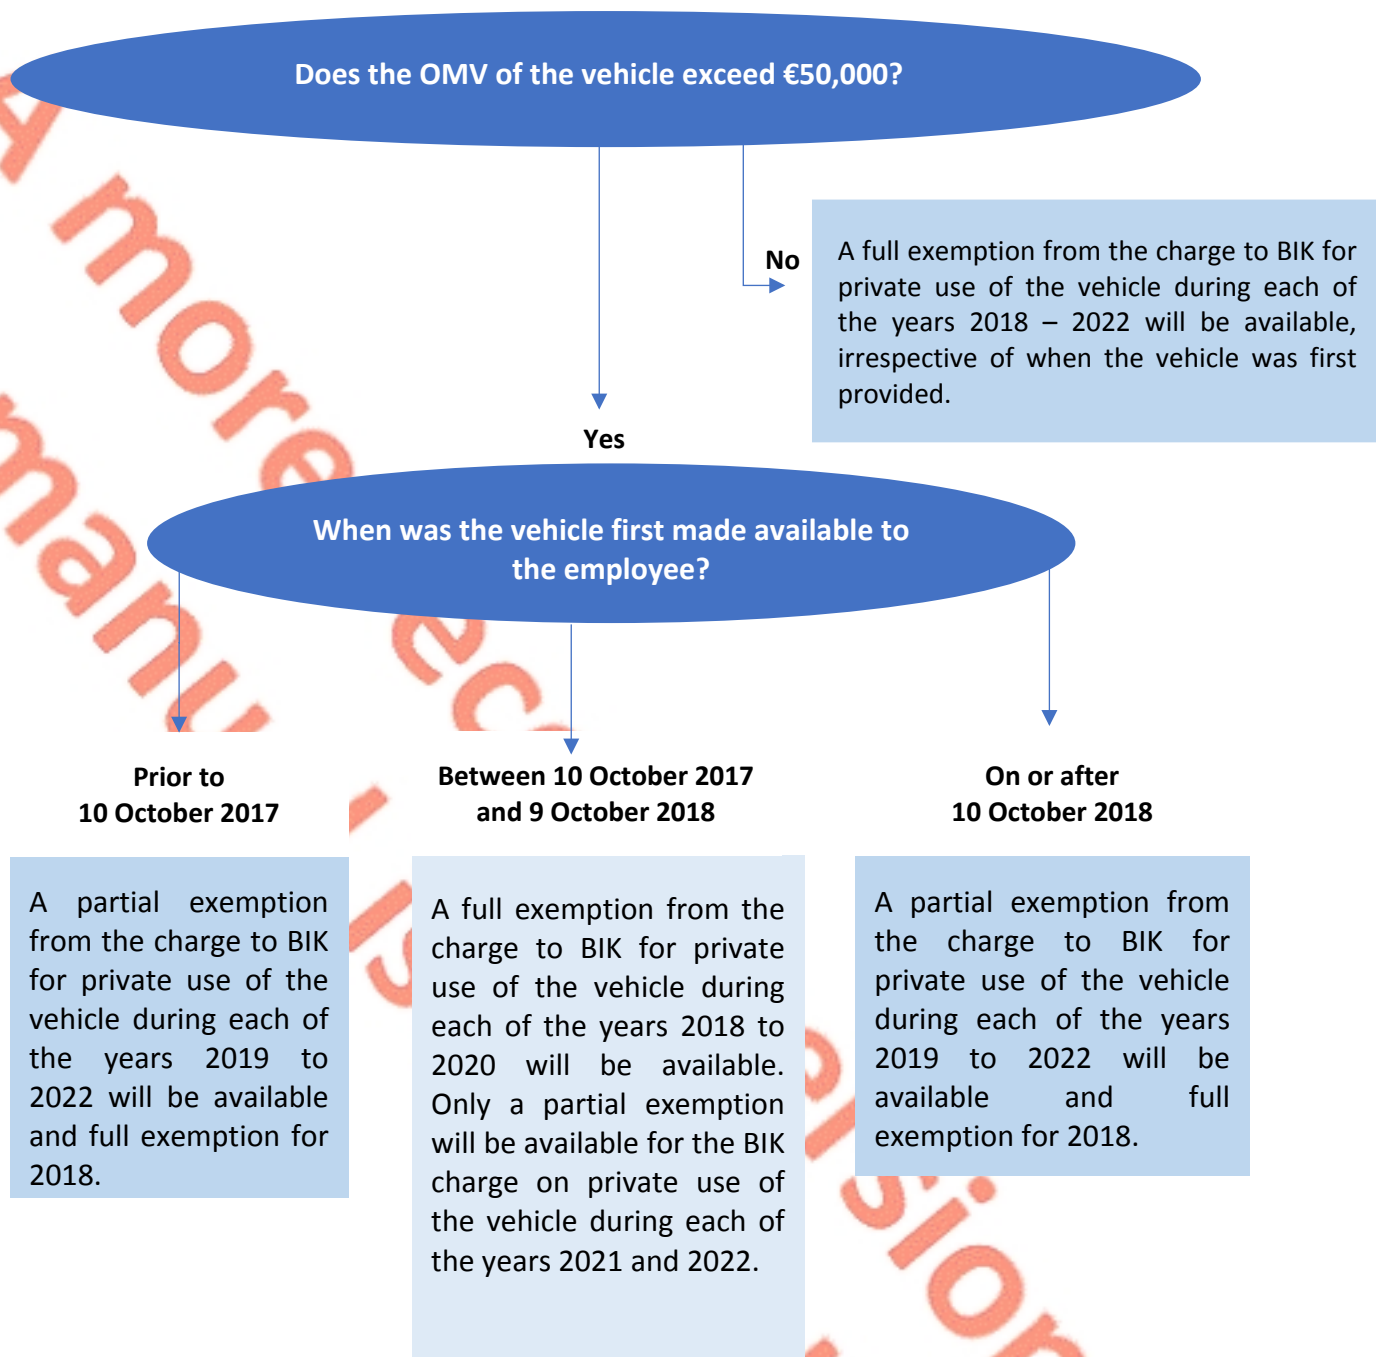 Does the OMV of the vehicle exceed €50,000?
No
A full exemption from the charge to BIK for
private use of the vehicle during each of
the years 2018 – 2022 will be available,
irrespective of when the vehicle was first
provided.
Yes
When was the vehicle first made available to
the employee?
Prior to
10 October 2017
A partial exemption
from the charge to BIK
for private use of the
vehicle during each of
the years 2019 to
2022 will be available
and full exemption for
2018.
Between 10 October 2017
and 9 October 2018
A full exemption from the
charge to BIK for private
use of the vehicle during
each of the years 2018 to
2020 will be available.
Only a partial exemption
will be available for the BIK
charge on private use of
the vehicle during each of
the years 2021 and 2022.
On or after
10 October 2018
A partial exemption from
the charge to BIK for
private use of the vehicle
during each of the years
2019 to 2022 will be
available and full
exemption for 2018.
A more